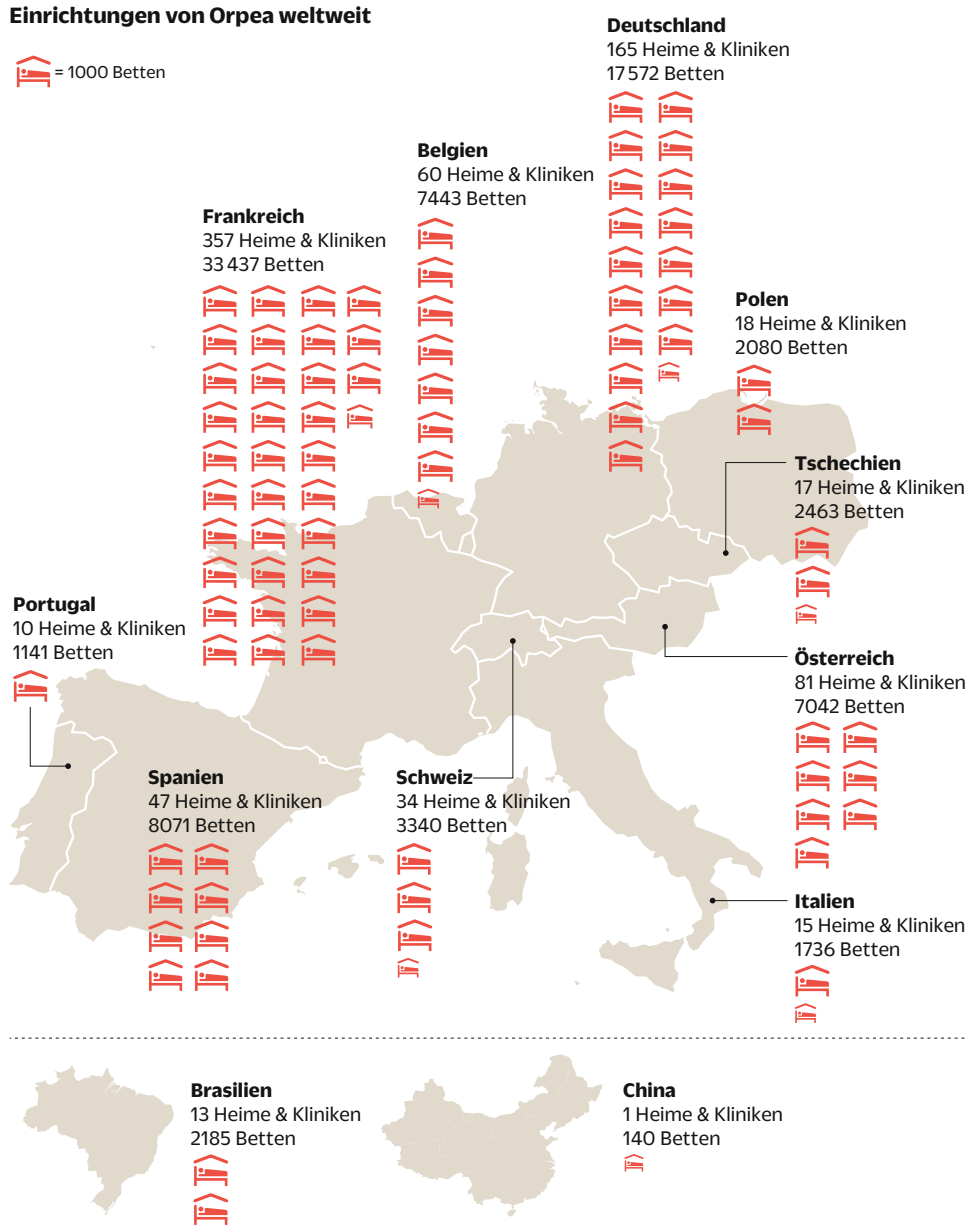 Einrichtungen von Orpea weltweit
= 1000 Betten
Deutschland
165 Heime & Kliniken
17 572 Betten
Belgien
60 Heime & Kliniken
7443 Betten
Frankreich
357 Heime & Kliniken
33 437 Betten
Polen
18 Heime & Kliniken
2080 Betten
Tschechien
17 Heime & Kliniken
2463 Betten
Portugal
10 Heime & Kliniken
1141 Betten
Österreich
81 Heime & Kliniken
7042 Betten
Spanien
47 Heime & Kliniken
8071 Betten
Schweiz
34 Heime & Kliniken
3340 Betten
Italien
15 Heime & Kliniken
1736 Betten
Brasilien
13 Heime & Kliniken
2185 Betten
China
1 Heime & Kliniken
140 Betten